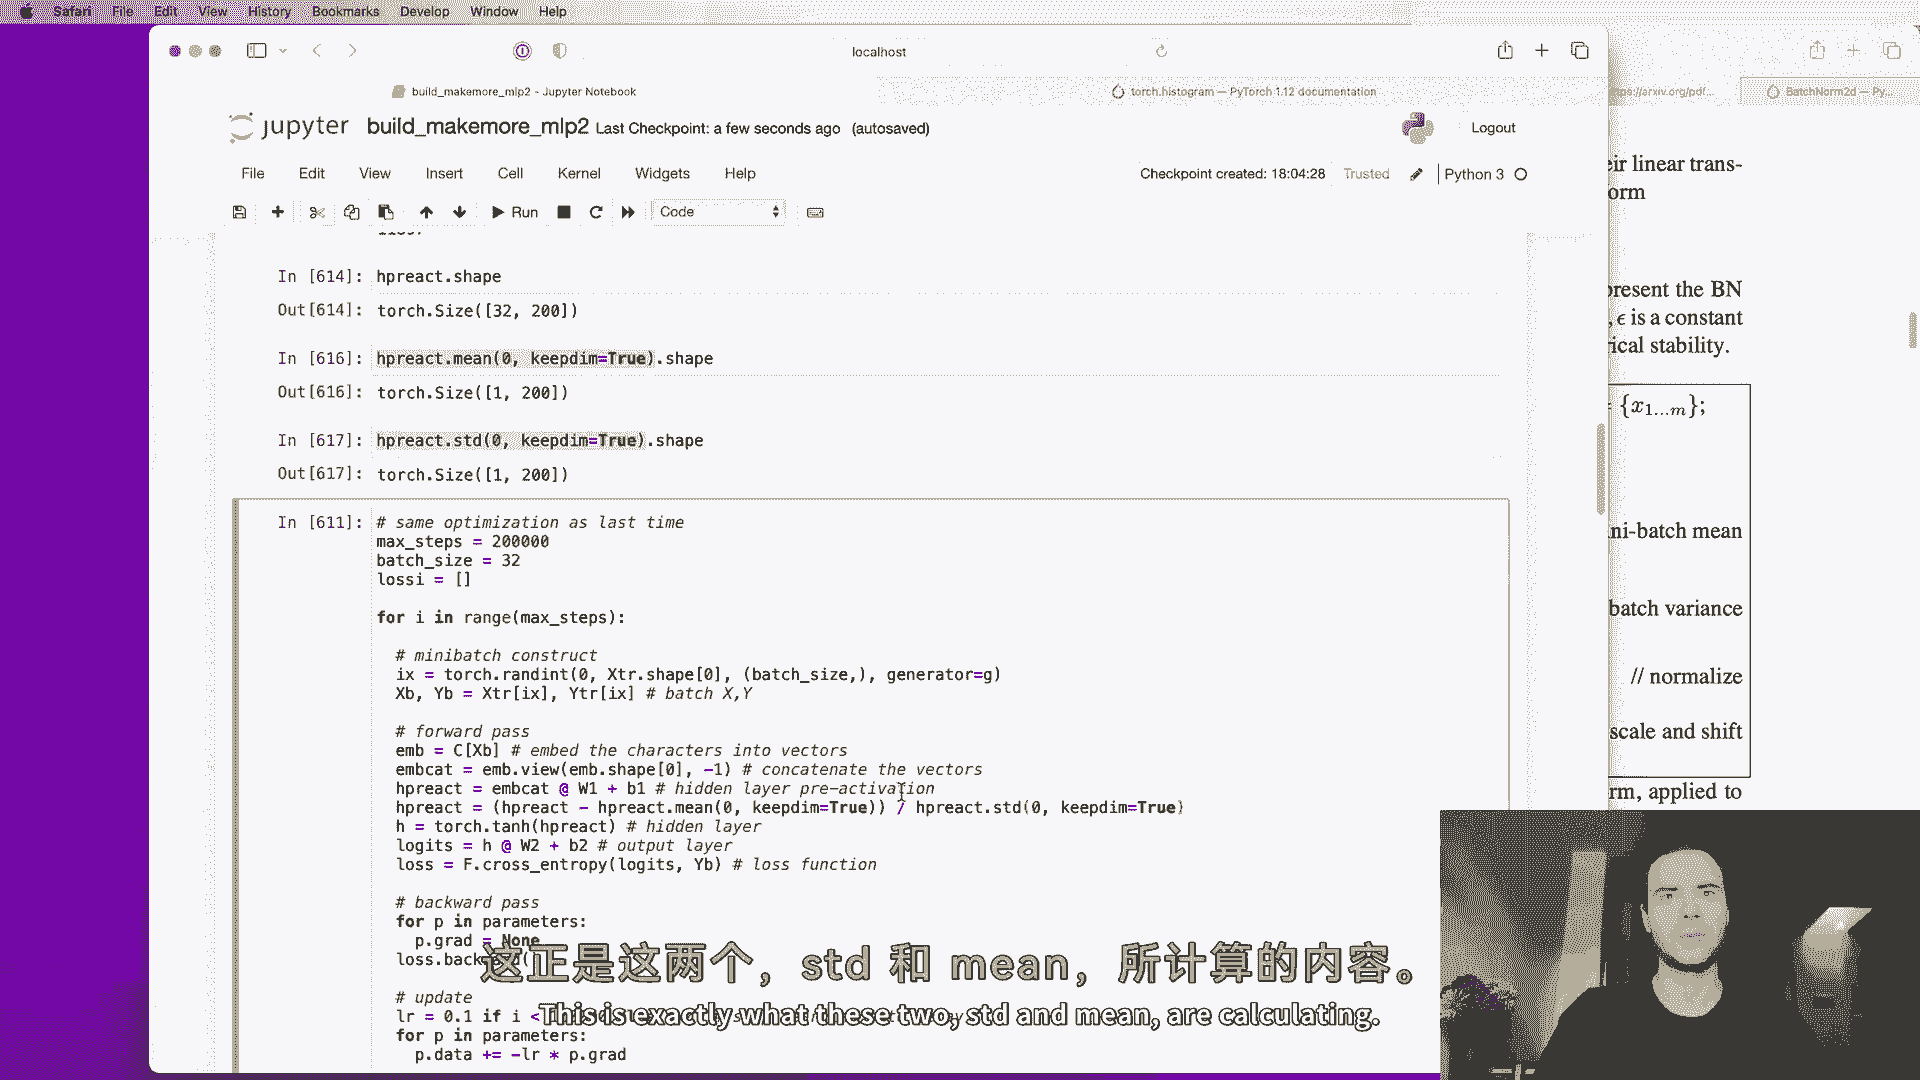 Safari File Edit View History Bookmarks Develop Window Help
localhost
build_makemore_mlp2 - Jupyter Notebook
torch.histogram — PyTorch 1.12 documentation
BatchNorm2d — Py...
jupyter build_makemore_mlp2 Last Checkpoint: a few seconds ago (autosaved)
Logout
File Edit View Insert Cell Kernel Widgets Help
Checkpoint created: 18:04:28 Trusted Python 3
Run Code
In [614]: hpreact.shape
Out[614]: torch.Size([32, 200])
In [616]: hpreact.mean(0, keepdim=True).shape
Out[616]: torch.Size([1, 200])
In [617]: hpreact.std(0, keepdim=True).shape
Out[617]: torch.Size([1, 200])
In [611]: # same optimization as last time
max_steps = 200000
batch_size = 32
lossi = []
for i in range(max_steps):
# minibatch construct
ix = torch.randint(0, Xtr.shape[0], (batch_size,), generator=g)
Xb, Yb = Xtr[ix], Ytr[ix] # batch X,Y
# forward pass
emb = C[Xb] # embed the characters into vectors
embcat = emb.view(emb.shape[0], -1) # concatenate the vectors
hpreact = embcat @ W1 + b1 # hidden layer pre-activation
hpreact = (hpreact - hpreact.mean(0, keepdim=True)) / hpreact.std(0, keepdim=True)
h = torch.tanh(hpreact) # hidden layer
logits = h @ W2 + b2 # output layer
loss = F.cross_entropy(logits, Yb) # loss function
# backward pass
for p in parameters:
p.grad = None
loss.back
# update
lr = 0.1 if i <
for p in parameters:
p.data += -lr * p.grad
eir linear trans-
orm
present the BN
, ϵ is a constant
rical stability.
= {x1...m};
ni-batch mean
batch variance
// normalize
scale and shift
rm, applied to
这正是这两个，std 和 mean，所计算的内容。
This is exactly what these two, std and mean, are calculating.